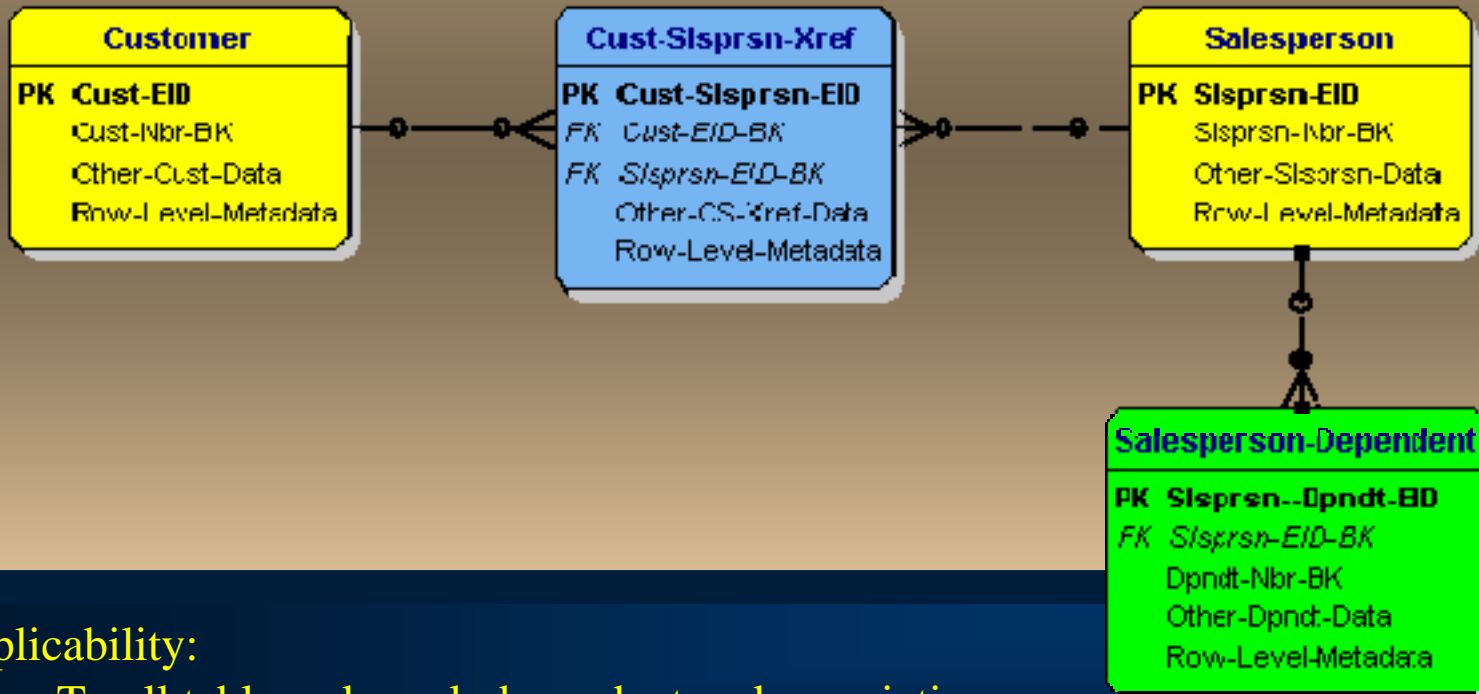 Customer
PK Cust-EID
Cust-Nbr-BK
Other-Cust-Data
Row-Level-Metadata
Cust-Slsprsn-Xref
PK Cust-Slsprsn-EID
FK Cust-EID-BK
FK Slsprsn-EID-BK
Other-CS-Xref-Data
Row-Level-Metadata
Salesperson
PK Slsprsn-EID
Slsprsn-Nbr-BK
Other-Slsprsn-Data
Row-Level-Metadata
Salesperson-Dependent
PK Slsprsn--Dpndt-EID
FK Slsprsn-EID-BK
Dpndt-Nbr-BK
Other-Dpndt-Data
Row-Level-Metadata
plicability: